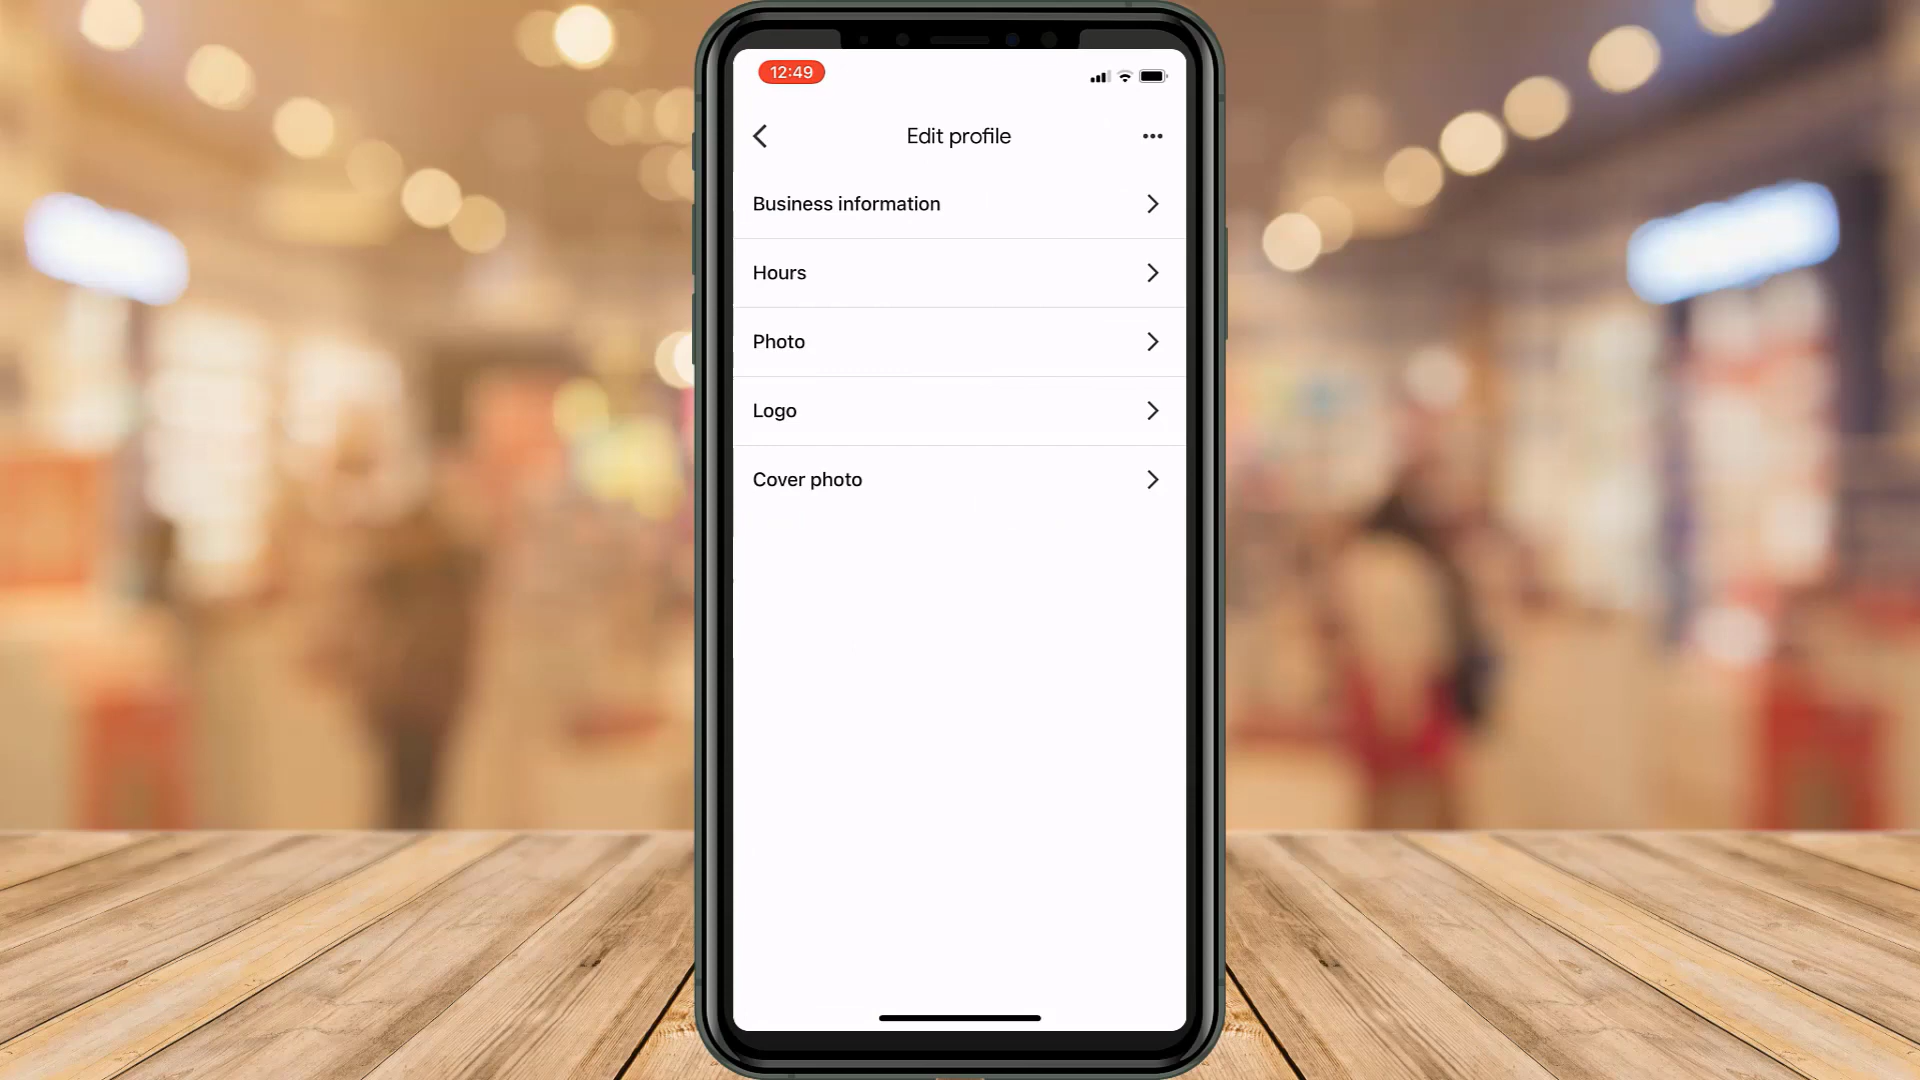 12:49
Edit profile
Business information
Hours
Photo
Logo
Cover photo